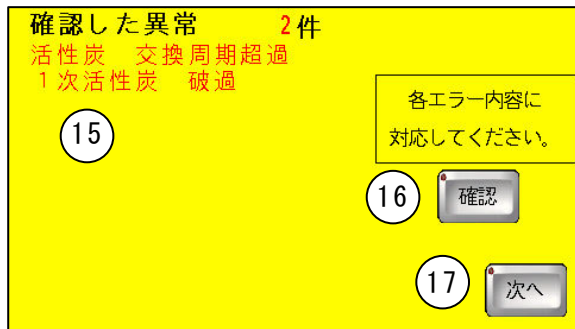 確認した異常 2件
活性炭 交換周期超過
１次活性炭 破過
15
各エラー内容に
対応してください。
16
確認
17
次へ